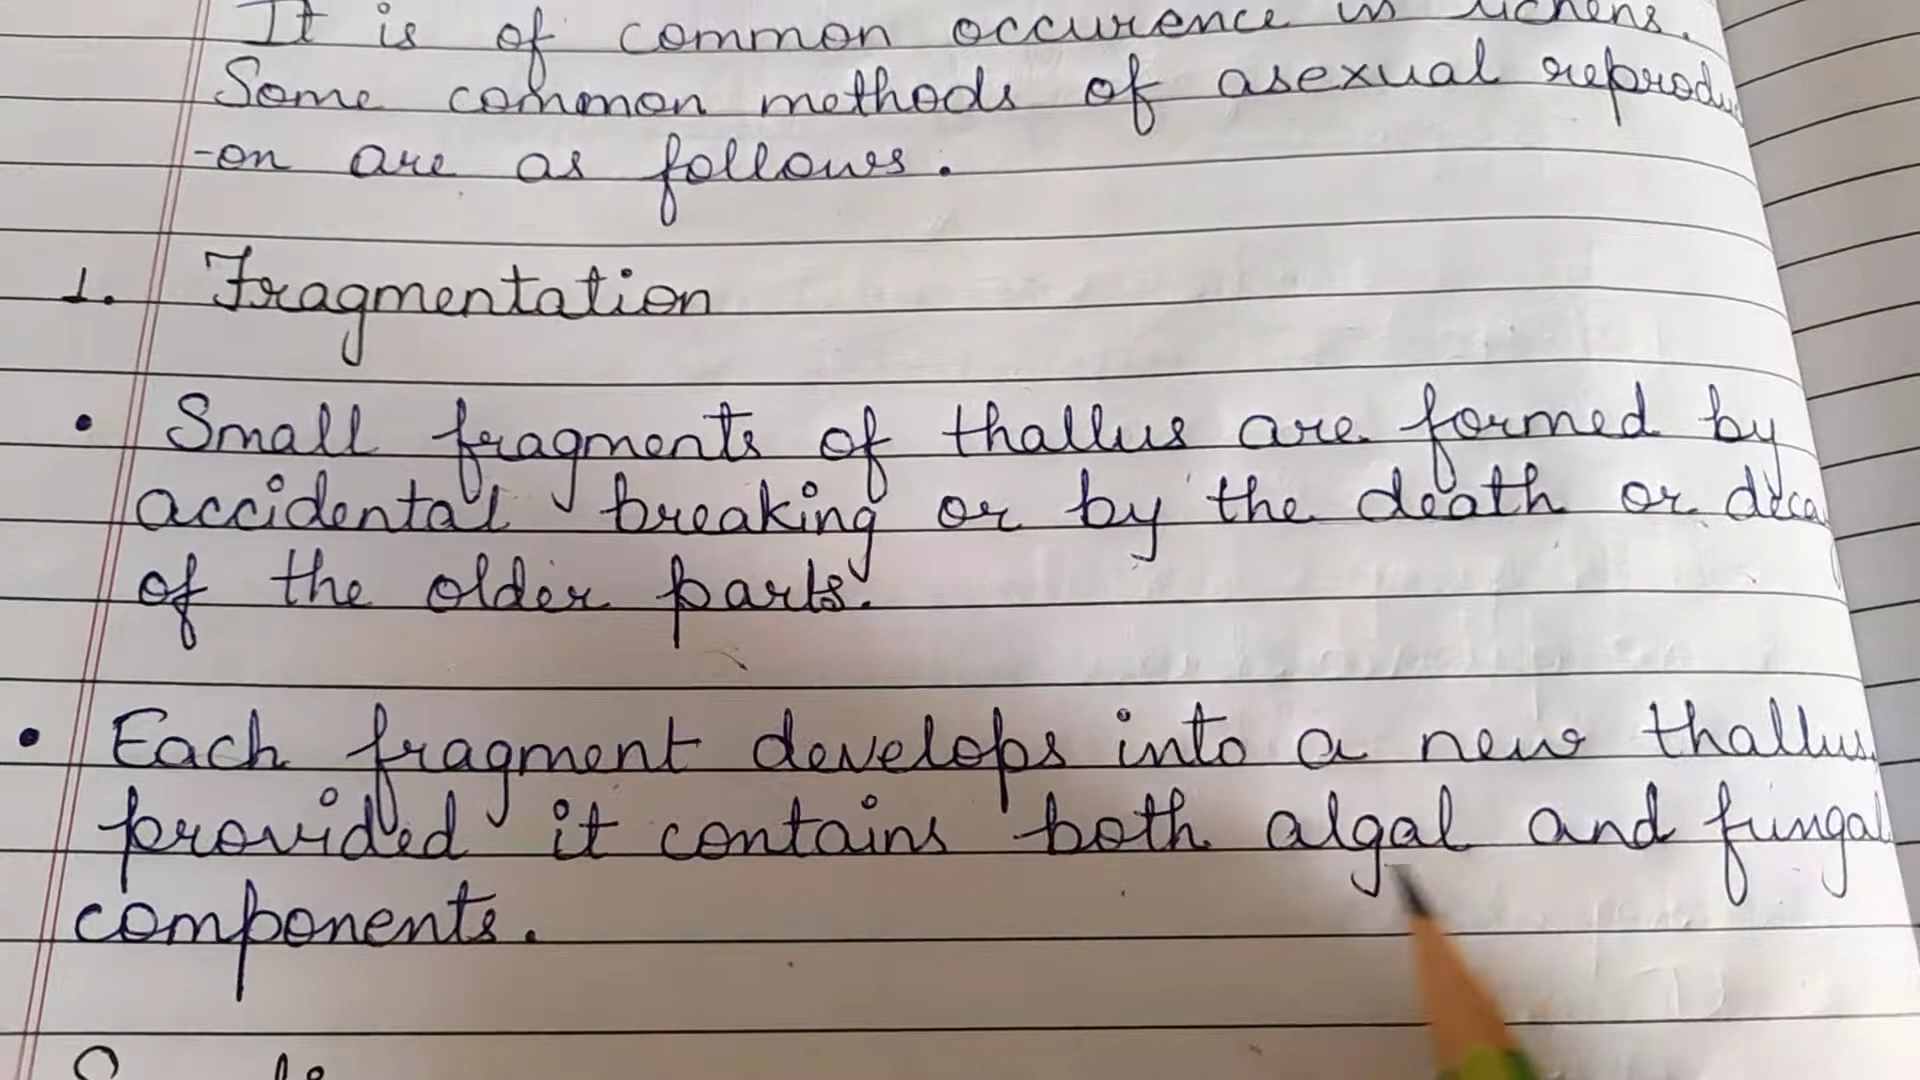 It is of common occurence in lichens.
Some common methods of asexual reprodu
-on are as follows.
1. Fragmentation
• Small fragments of thallus are formed by
accidental breaking or by the death or decay
of the older parts.
• Each fragment develops into a new thallus,
provided it contains both algal and fungal
components.